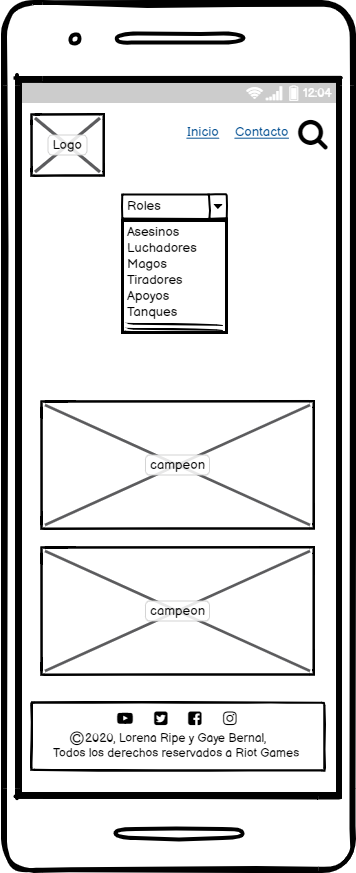 12:04
Logo
Inicio Contacto
Roles
Asesinos
Luchadores
Magos
Tiradores
Apoyos
Tanques
campeon
campeon
©2020, Lorena Ripe y Gaye Bernal,
Todos los derechos reservados a Riot Games